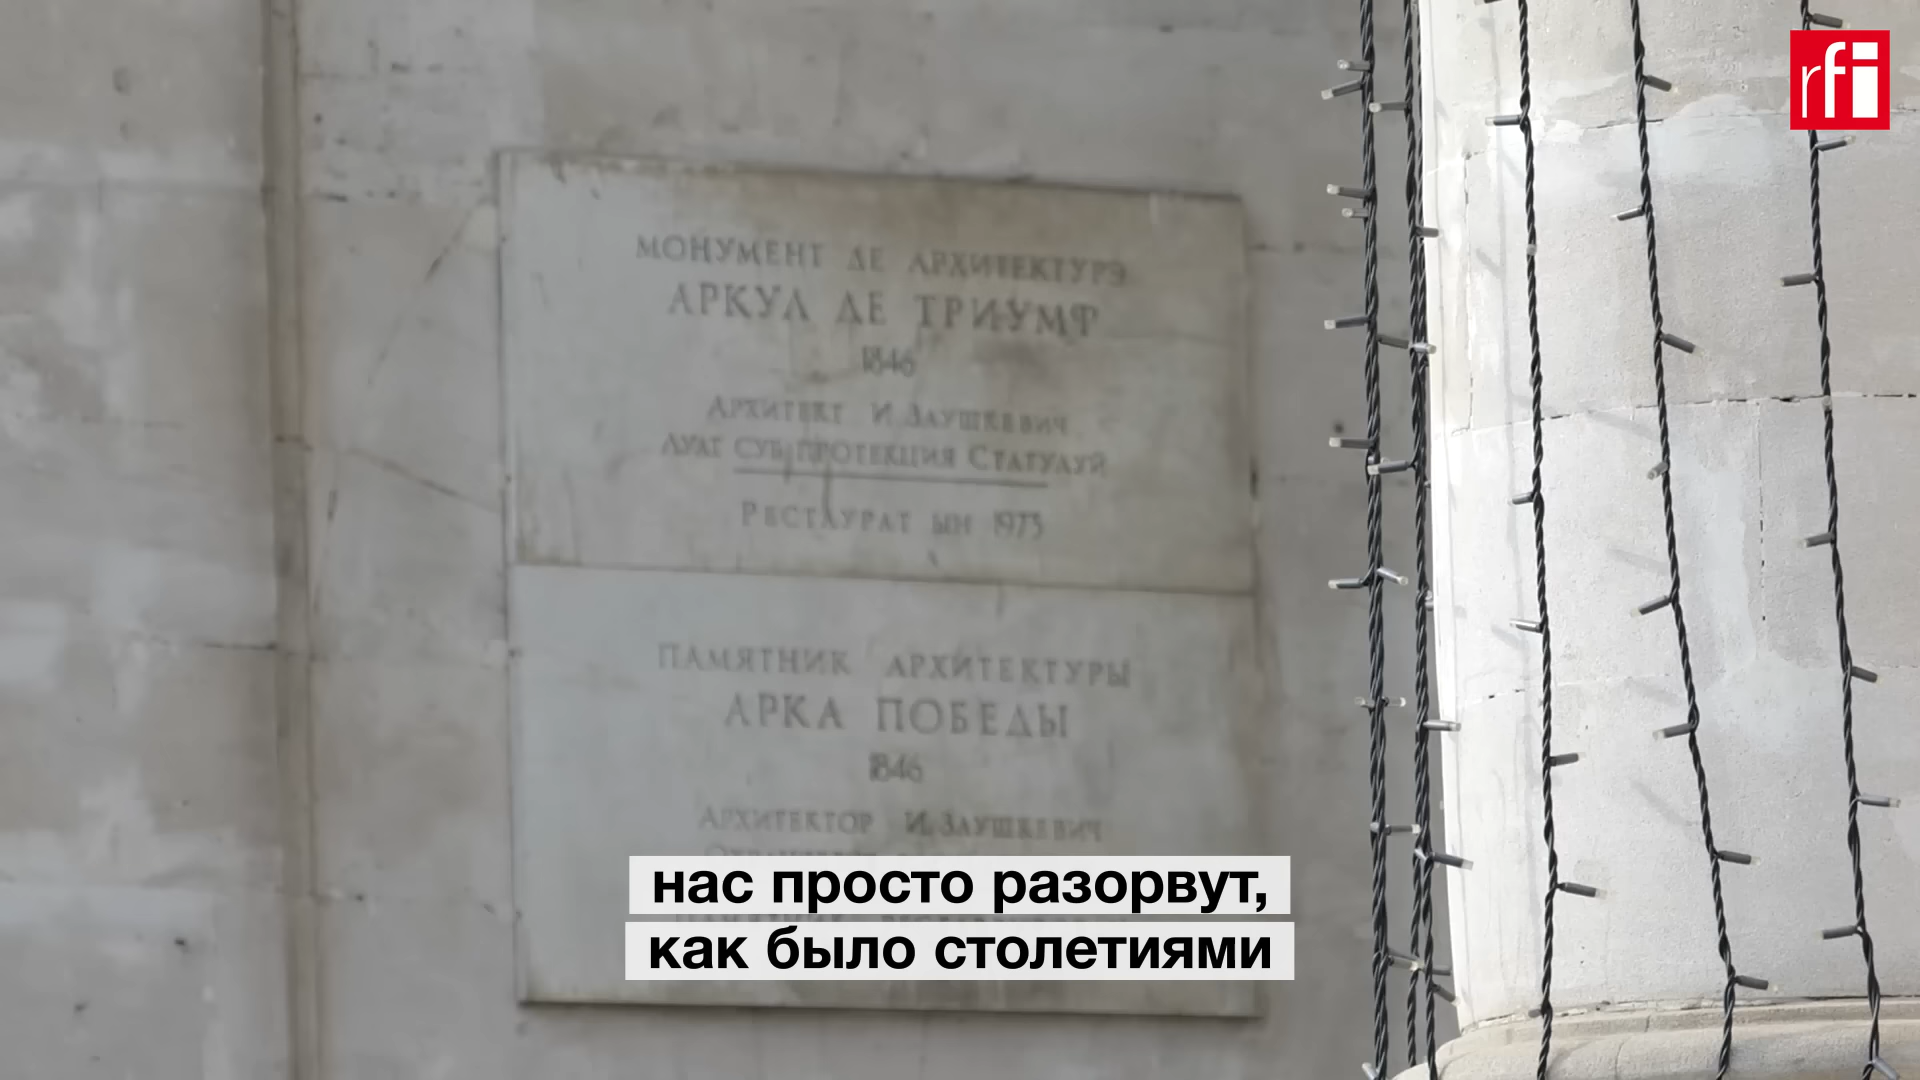 rfi
МОНУМЕНТ ДЕ АРХИТЕКТУРЭ
АРКУЛ ДЕ ТРИУМФ
1846
АРХИТЕКТ И. ЗАУШКЕВИЧ
ЛУАТ СУБ ПРОТЕКЦИЯ СТАТУЛУЙ
РЕСТАУРАТ ЫН 1973
ПАМЯТНИК АРХИТЕКТУРЫ
АРКА ПОБЕДЫ
1846
АРХИТЕКТОР И. ЗАУШКЕВИЧ
нас просто разорвут,
как было столетиями